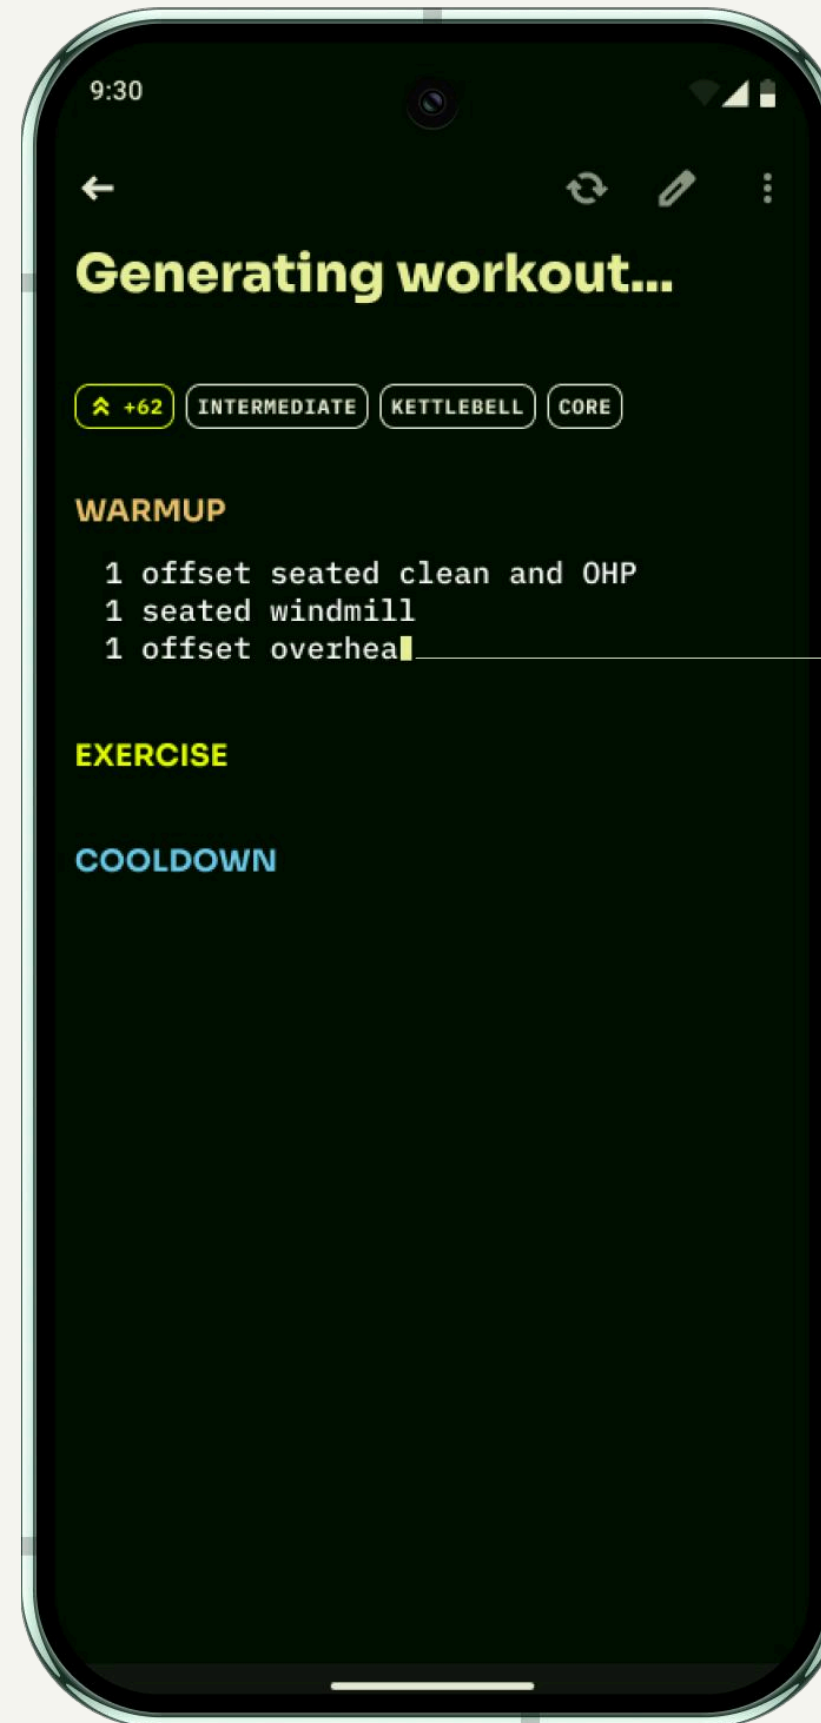 9:30
Generating workout...
+62 INTERMEDIATE KETTLEBELL CORE
WARMUP
1 offset seated clean and OHP
1 seated windmill
1 offset overhea
EXERCISE
COOLDOWN